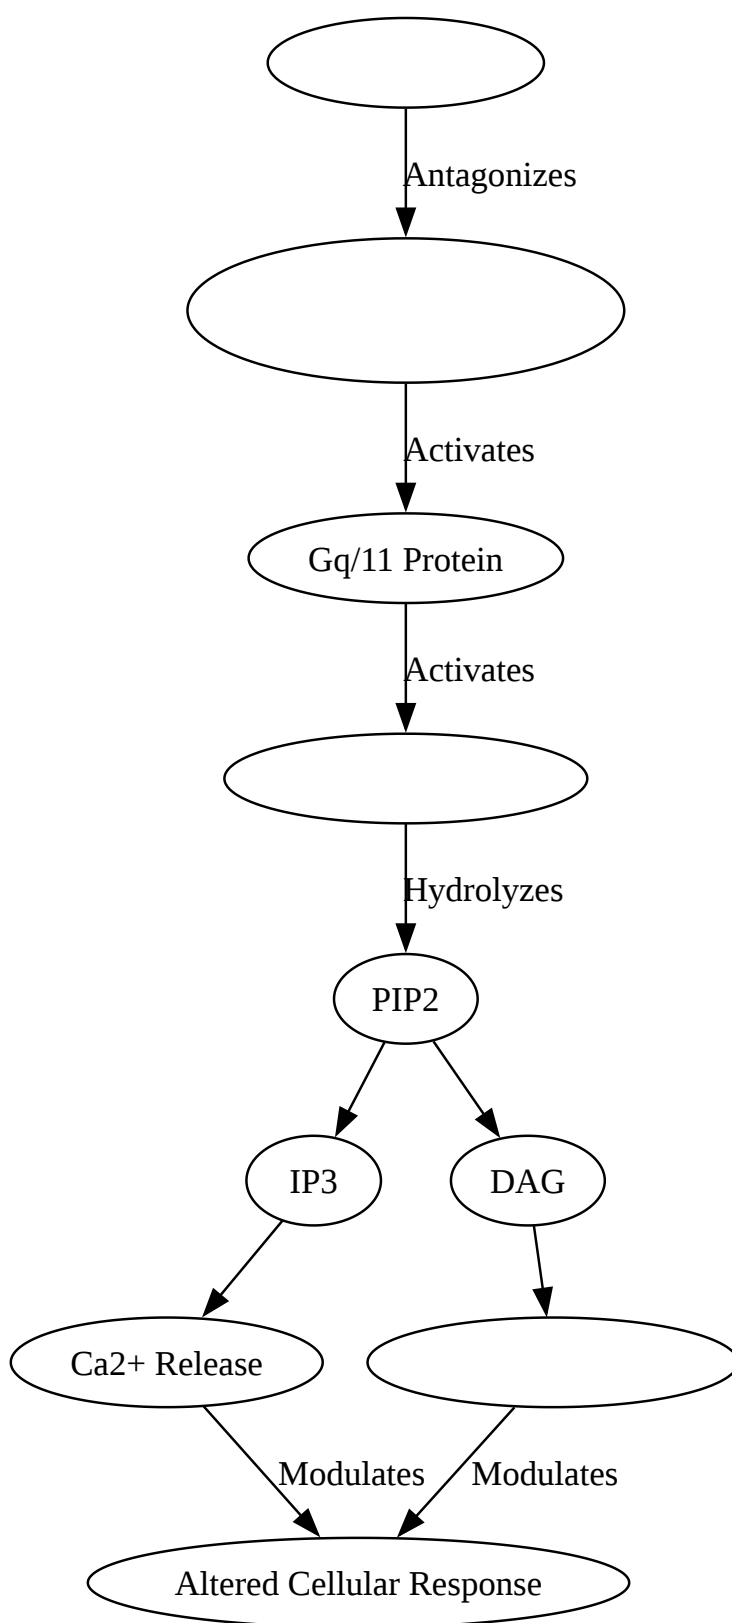 Antagonizes
Activates
Gq/11 Protein
Activates
Hydrolyzes
PIP2
IP3
DAG
Ca2+ Release
Modulates
Modulates
Altered Cellular Response